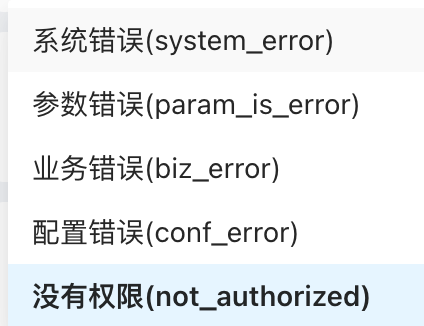 系统错误(system_error)
参数错误(param_is_error)
业务错误(biz_error)
配置错误(conf_error)
没有权限(not_authorized)